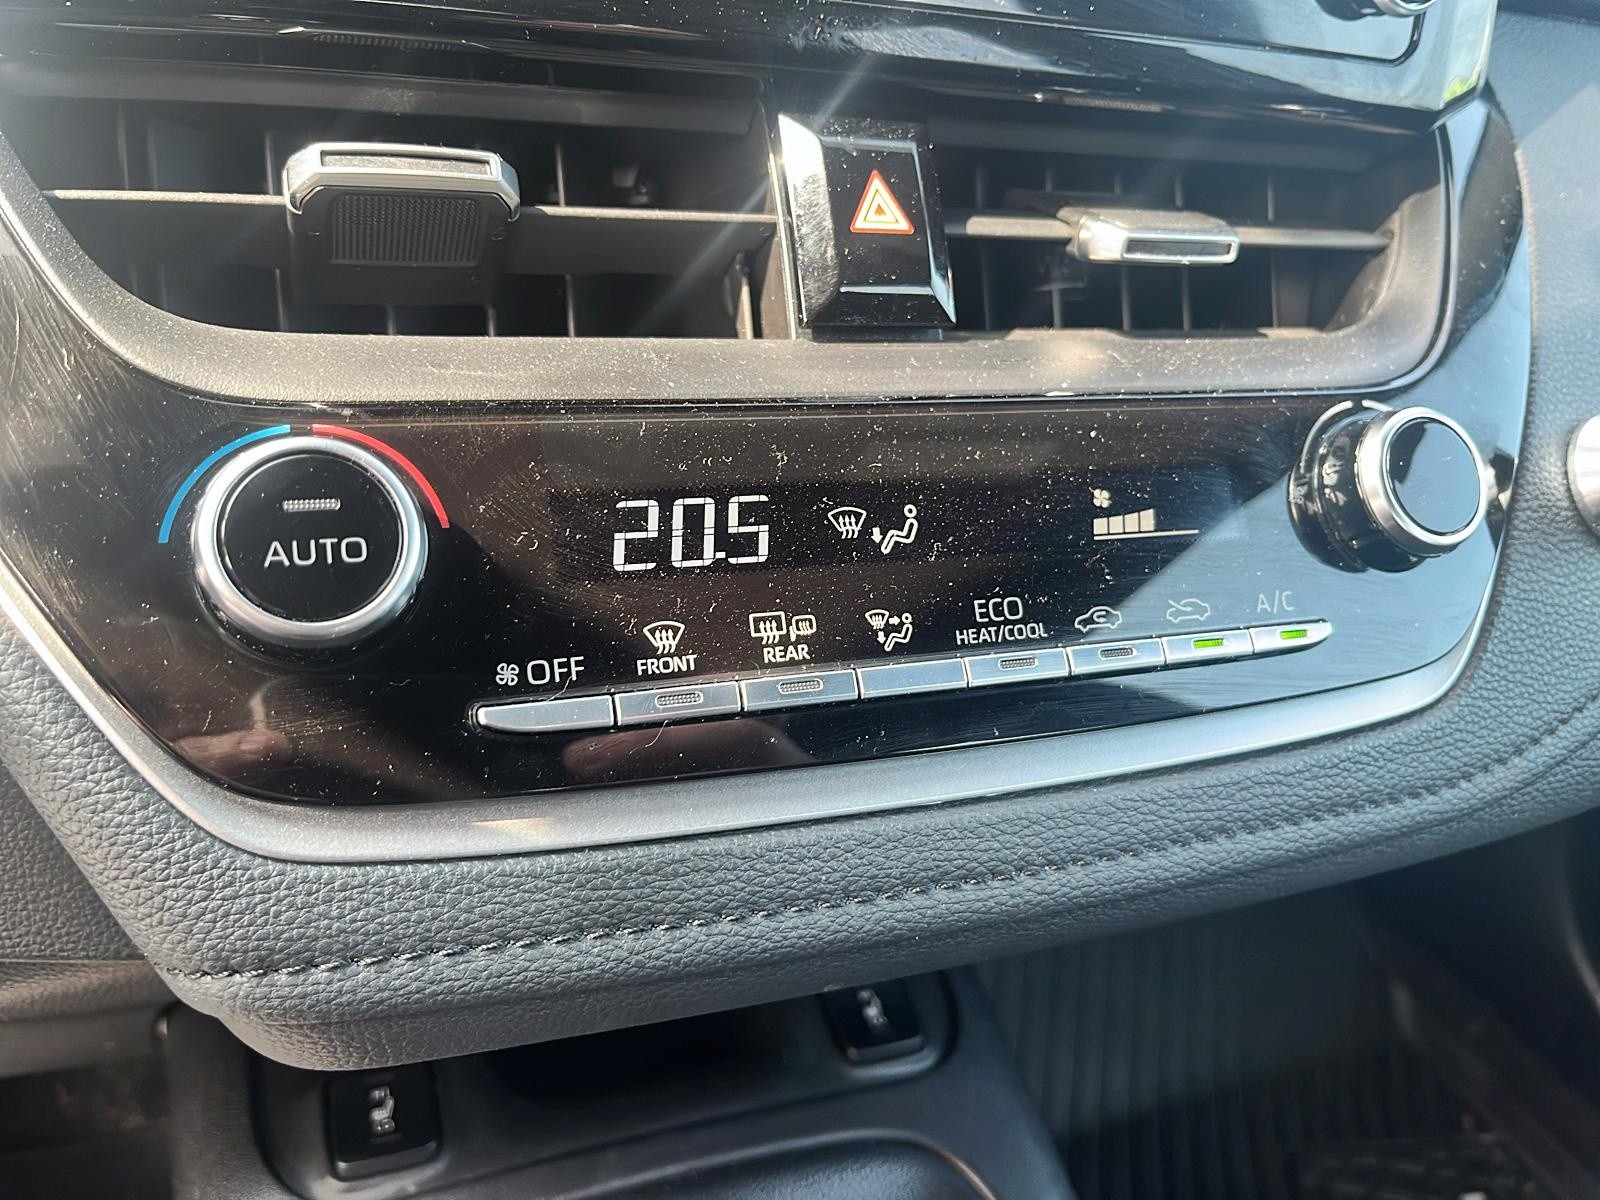 AUTO
20.5
OFF
FRONT
REAR
ECO
HEAT/COOL
A/C